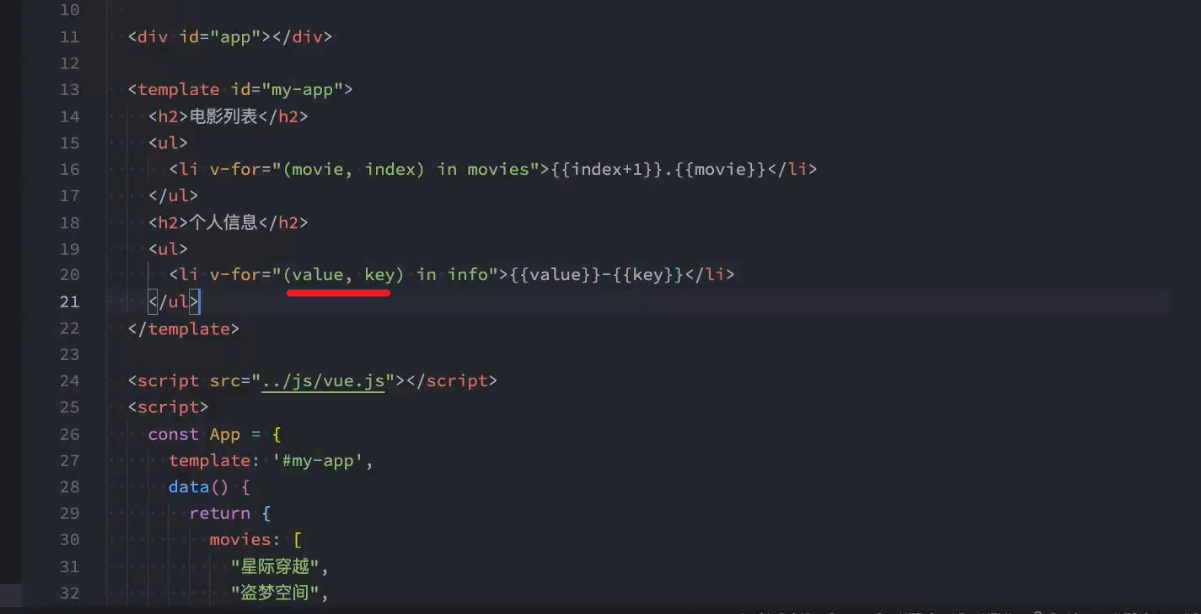 10
11 <div id="app"></div>
12
13 <template id="my-app">
14 <h2>电影列表</h2>
15 <ul>
16 <li v-for="(movie, index) in movies">{{index+1}}.{{movie}}</li>
17 </ul>
18 <h2>个人信息</h2>
19 <ul>
20 <li v-for="(value, key) in info">{{value}}-{{key}}</li>
21 </ul>
22 </template>
23
24 <script src="../js/vue.js"></script>
25 <script>
26 const App = {
27 template: '#my-app',
28 data() {
29 return {
30 movies: [
31 "星际穿越",
32 "盗梦空间",